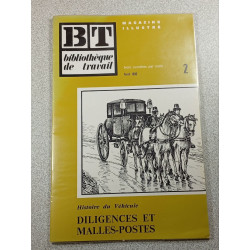 MAGAZINE
ILLUSTRÉ
BT
bibliothèque
de travail
2
Histoire du Véhicule
DILIGENCES ET
MALLES-POSTES